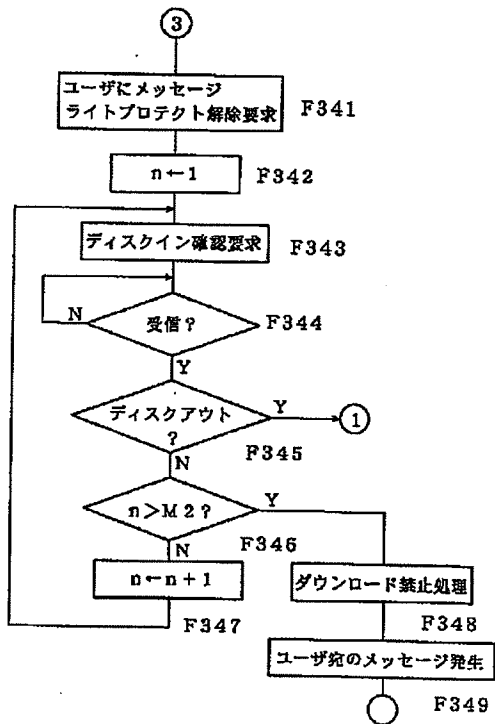 3
ユーザにメッセージ
ライトプロテクト解除要求
F341
n←1
F342
ディスクイン確認要求
F343
N
受信?
F344
Y
ディスクアウト
?
Y
1
F345
N
n>M2?
Y
F346
N
n←n+1
F347
ダウンロード禁止処理
F348
ユーザ宛のメッセージ発生
F349